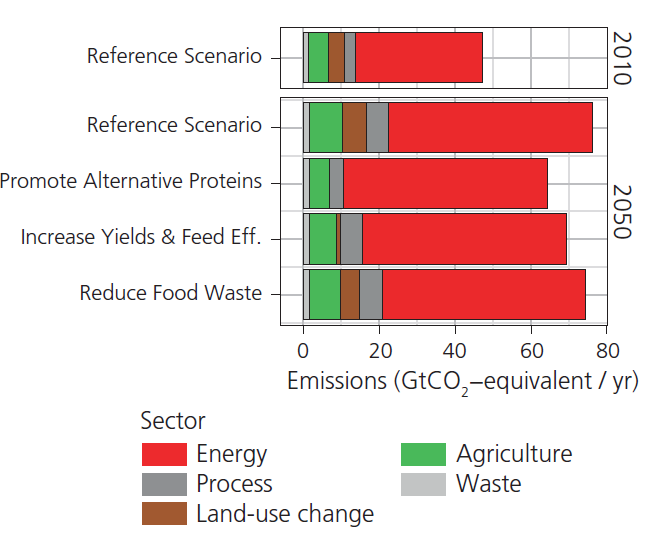 2010
Reference Scenario
2050
Reference Scenario
Promote Alternative Proteins
Increase Yields & Feed Eff.
Reduce Food Waste
0 20 40 60 80
Emissions (GtCO₂–equivalent / yr)
Sector
Energy Agriculture
Process Waste
Land-use change